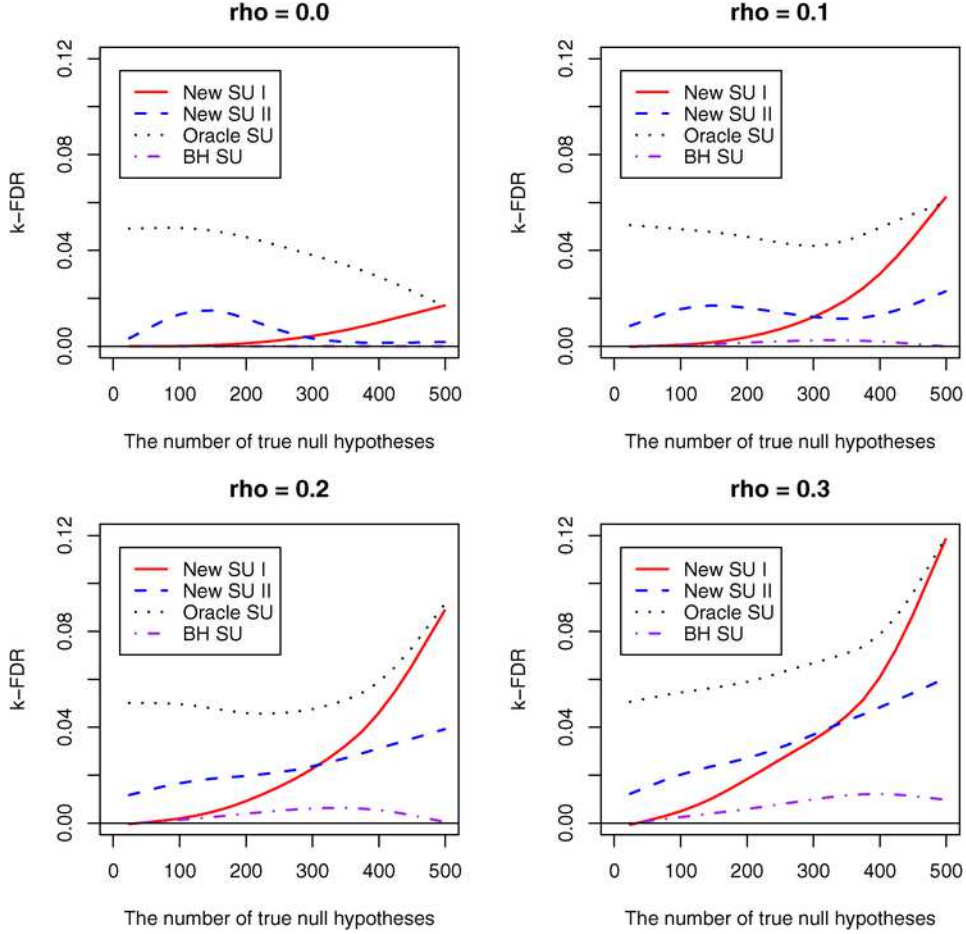 rho = 0.0
0.12
0.08
0.04
0.00
k-FDR
New SU I
New SU II
Oracle SU
BH SU
0 100 200 300 400 500
The number of true null hypotheses
rho = 0.1
0.12
0.08
0.04
0.00
k-FDR
New SU I
New SU II
Oracle SU
BH SU
0 100 200 300 400 500
The number of true null hypotheses
rho = 0.2
0.12
0.08
0.04
0.00
k-FDR
New SU I
New SU II
Oracle SU
BH SU
0 100 200 300 400 500
The number of true null hypotheses
rho = 0.3
0.12
0.08
0.04
0.00
k-FDR
New SU I
New SU II
Oracle SU
BH SU
0 100 200 300 400 500
The number of true null hypotheses